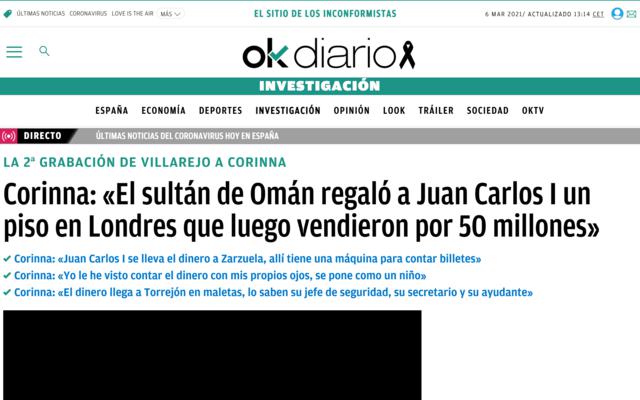 ÚLTIMAS NOTICIAS CORONAVIRUS LOVE IS THE AIR MÁS
EL SITIO DE LOS INCONFORMISTAS
6 MAR 2021/ ACTUALIZADO 13:14 CET
okdiario
INVESTIGACIÓN
ESPAÑA ECONOMÍA DEPORTES INVESTIGACIÓN OPINIÓN LOOK TRÁILER SOCIEDAD OKTV
DIRECTO ÚLTIMAS NOTICIAS DEL CORONAVIRUS HOY EN ESPAÑA
LA 2ª GRABACIÓN DE VILLAREJO A CORINNA
Corinna: «El sultán de Omán regaló a Juan Carlos I un
piso en Londres que luego vendieron por 50 millones»
Corinna: «Juan Carlos I se lleva el dinero a Zarzuela, allí tiene una máquina para contar billetes»
Corinna: «Yo le he visto contar el dinero con mis propios ojos, se pone como un niño»
Corinna: «El dinero llega a Torrejón en maletas, lo saben su jefe de seguridad, su secretario y su ayudante»